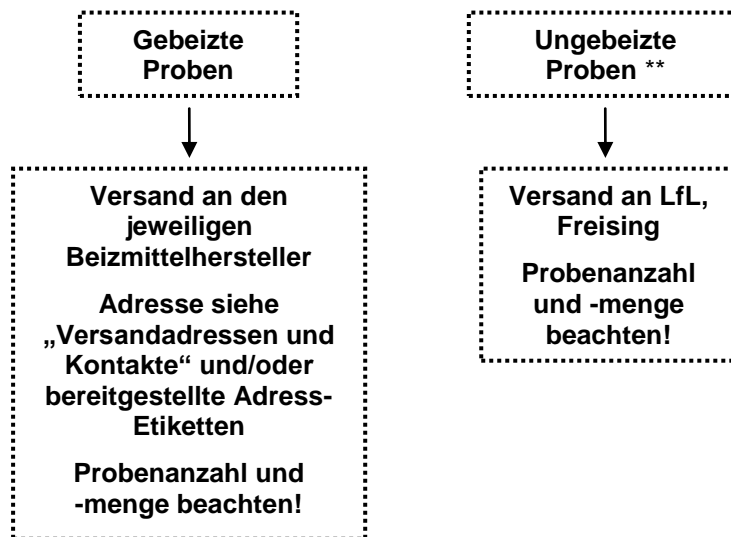 Gebeizte
Proben
Versand an den
jeweiligen
Beizmittelhersteller
Adresse siehe
„Versandadressen und
Kontakte“ und/oder
bereitgestellte Adress-
Etiketten
Probenanzahl und
-menge beachten!
Ungebeizte
Proben **
Versand an LfL,
Freising
Probenanzahl
und -menge
beachten!